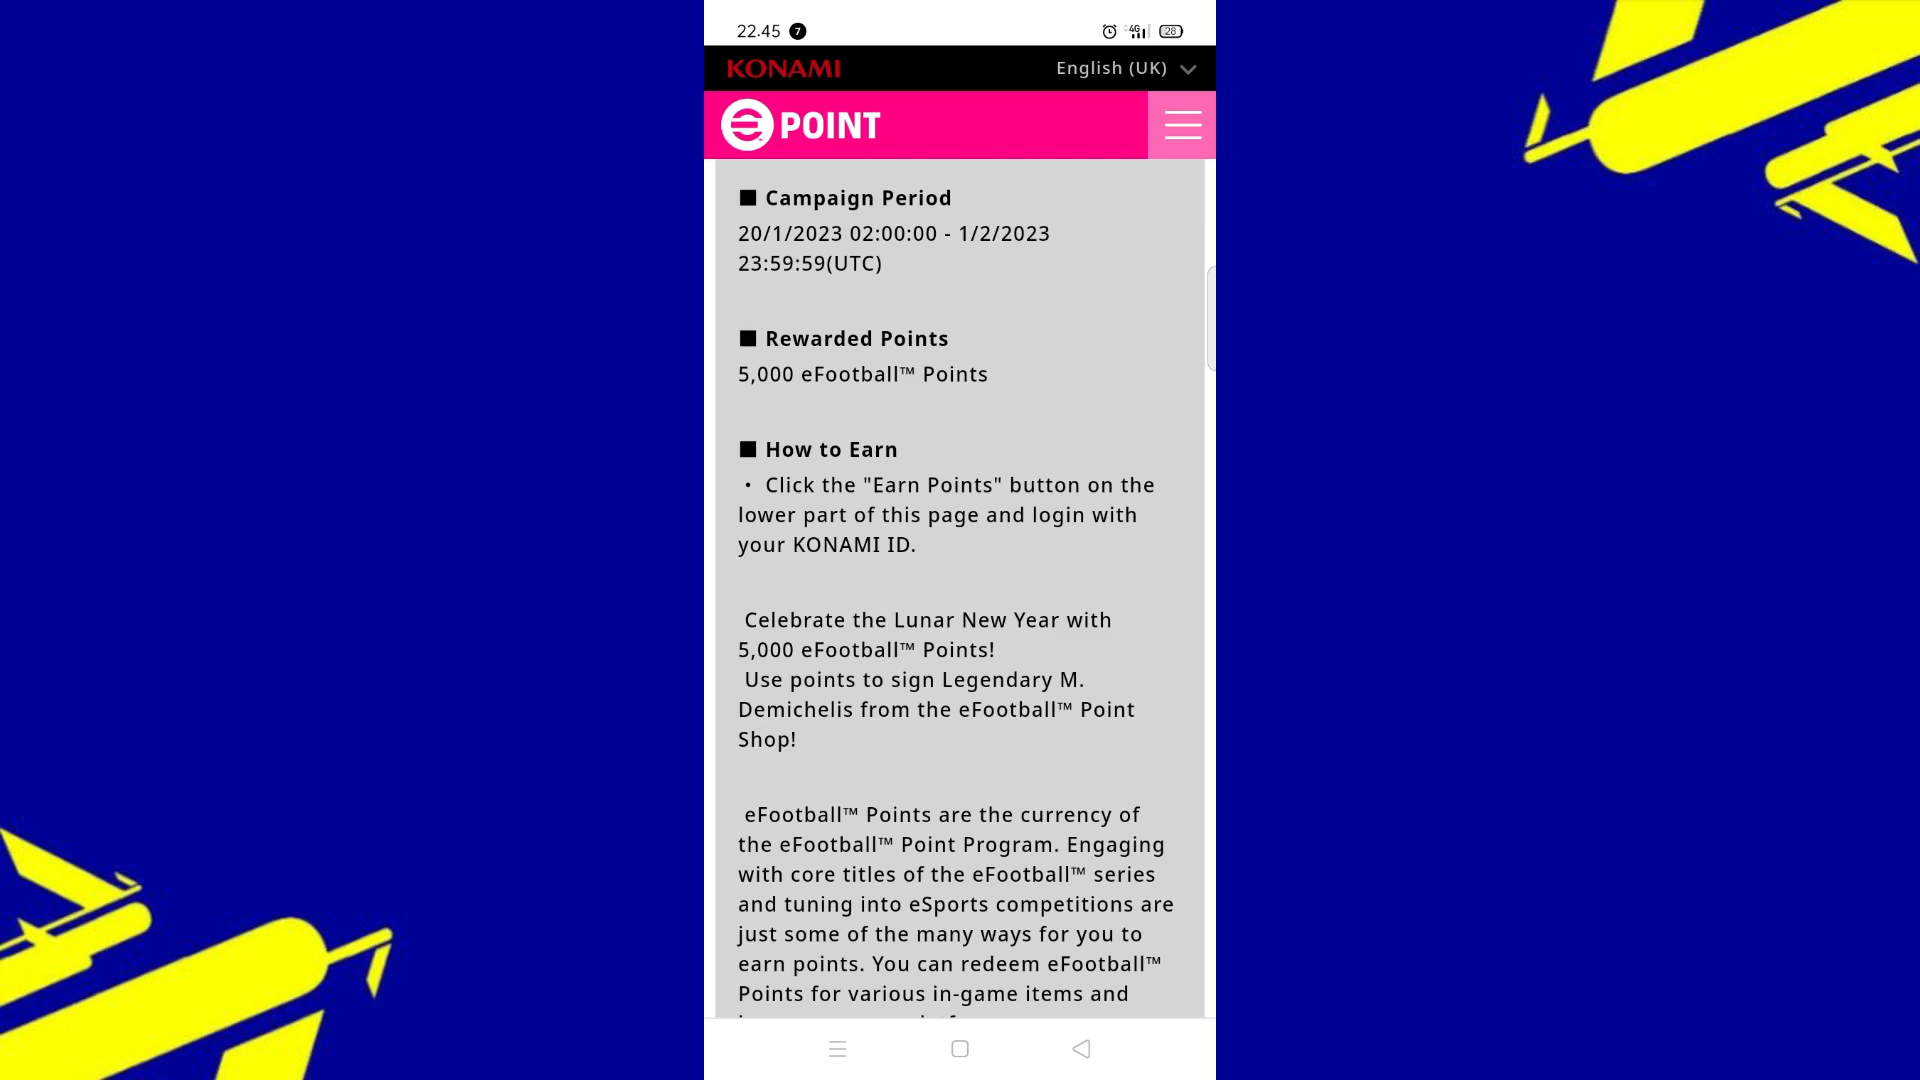 22.45 7 4G 28
KONAMI English (UK)
POINT
■ Campaign Period
20/1/2023 02:00:00 - 1/2/2023
23:59:59(UTC)
■ Rewarded Points
5,000 eFootball™ Points
■ How to Earn
・ Click the "Earn Points" button on the
lower part of this page and login with
your KONAMI ID.
Celebrate the Lunar New Year with
5,000 eFootball™ Points!
Use points to sign Legendary M.
Demichelis from the eFootball™ Point
Shop!
eFootball™ Points are the currency of
the eFootball™ Point Program. Engaging
with core titles of the eFootball™ series
and tuning into eSports competitions are
just some of the many ways for you to
earn points. You can redeem eFootball™
Points for various in-game items and